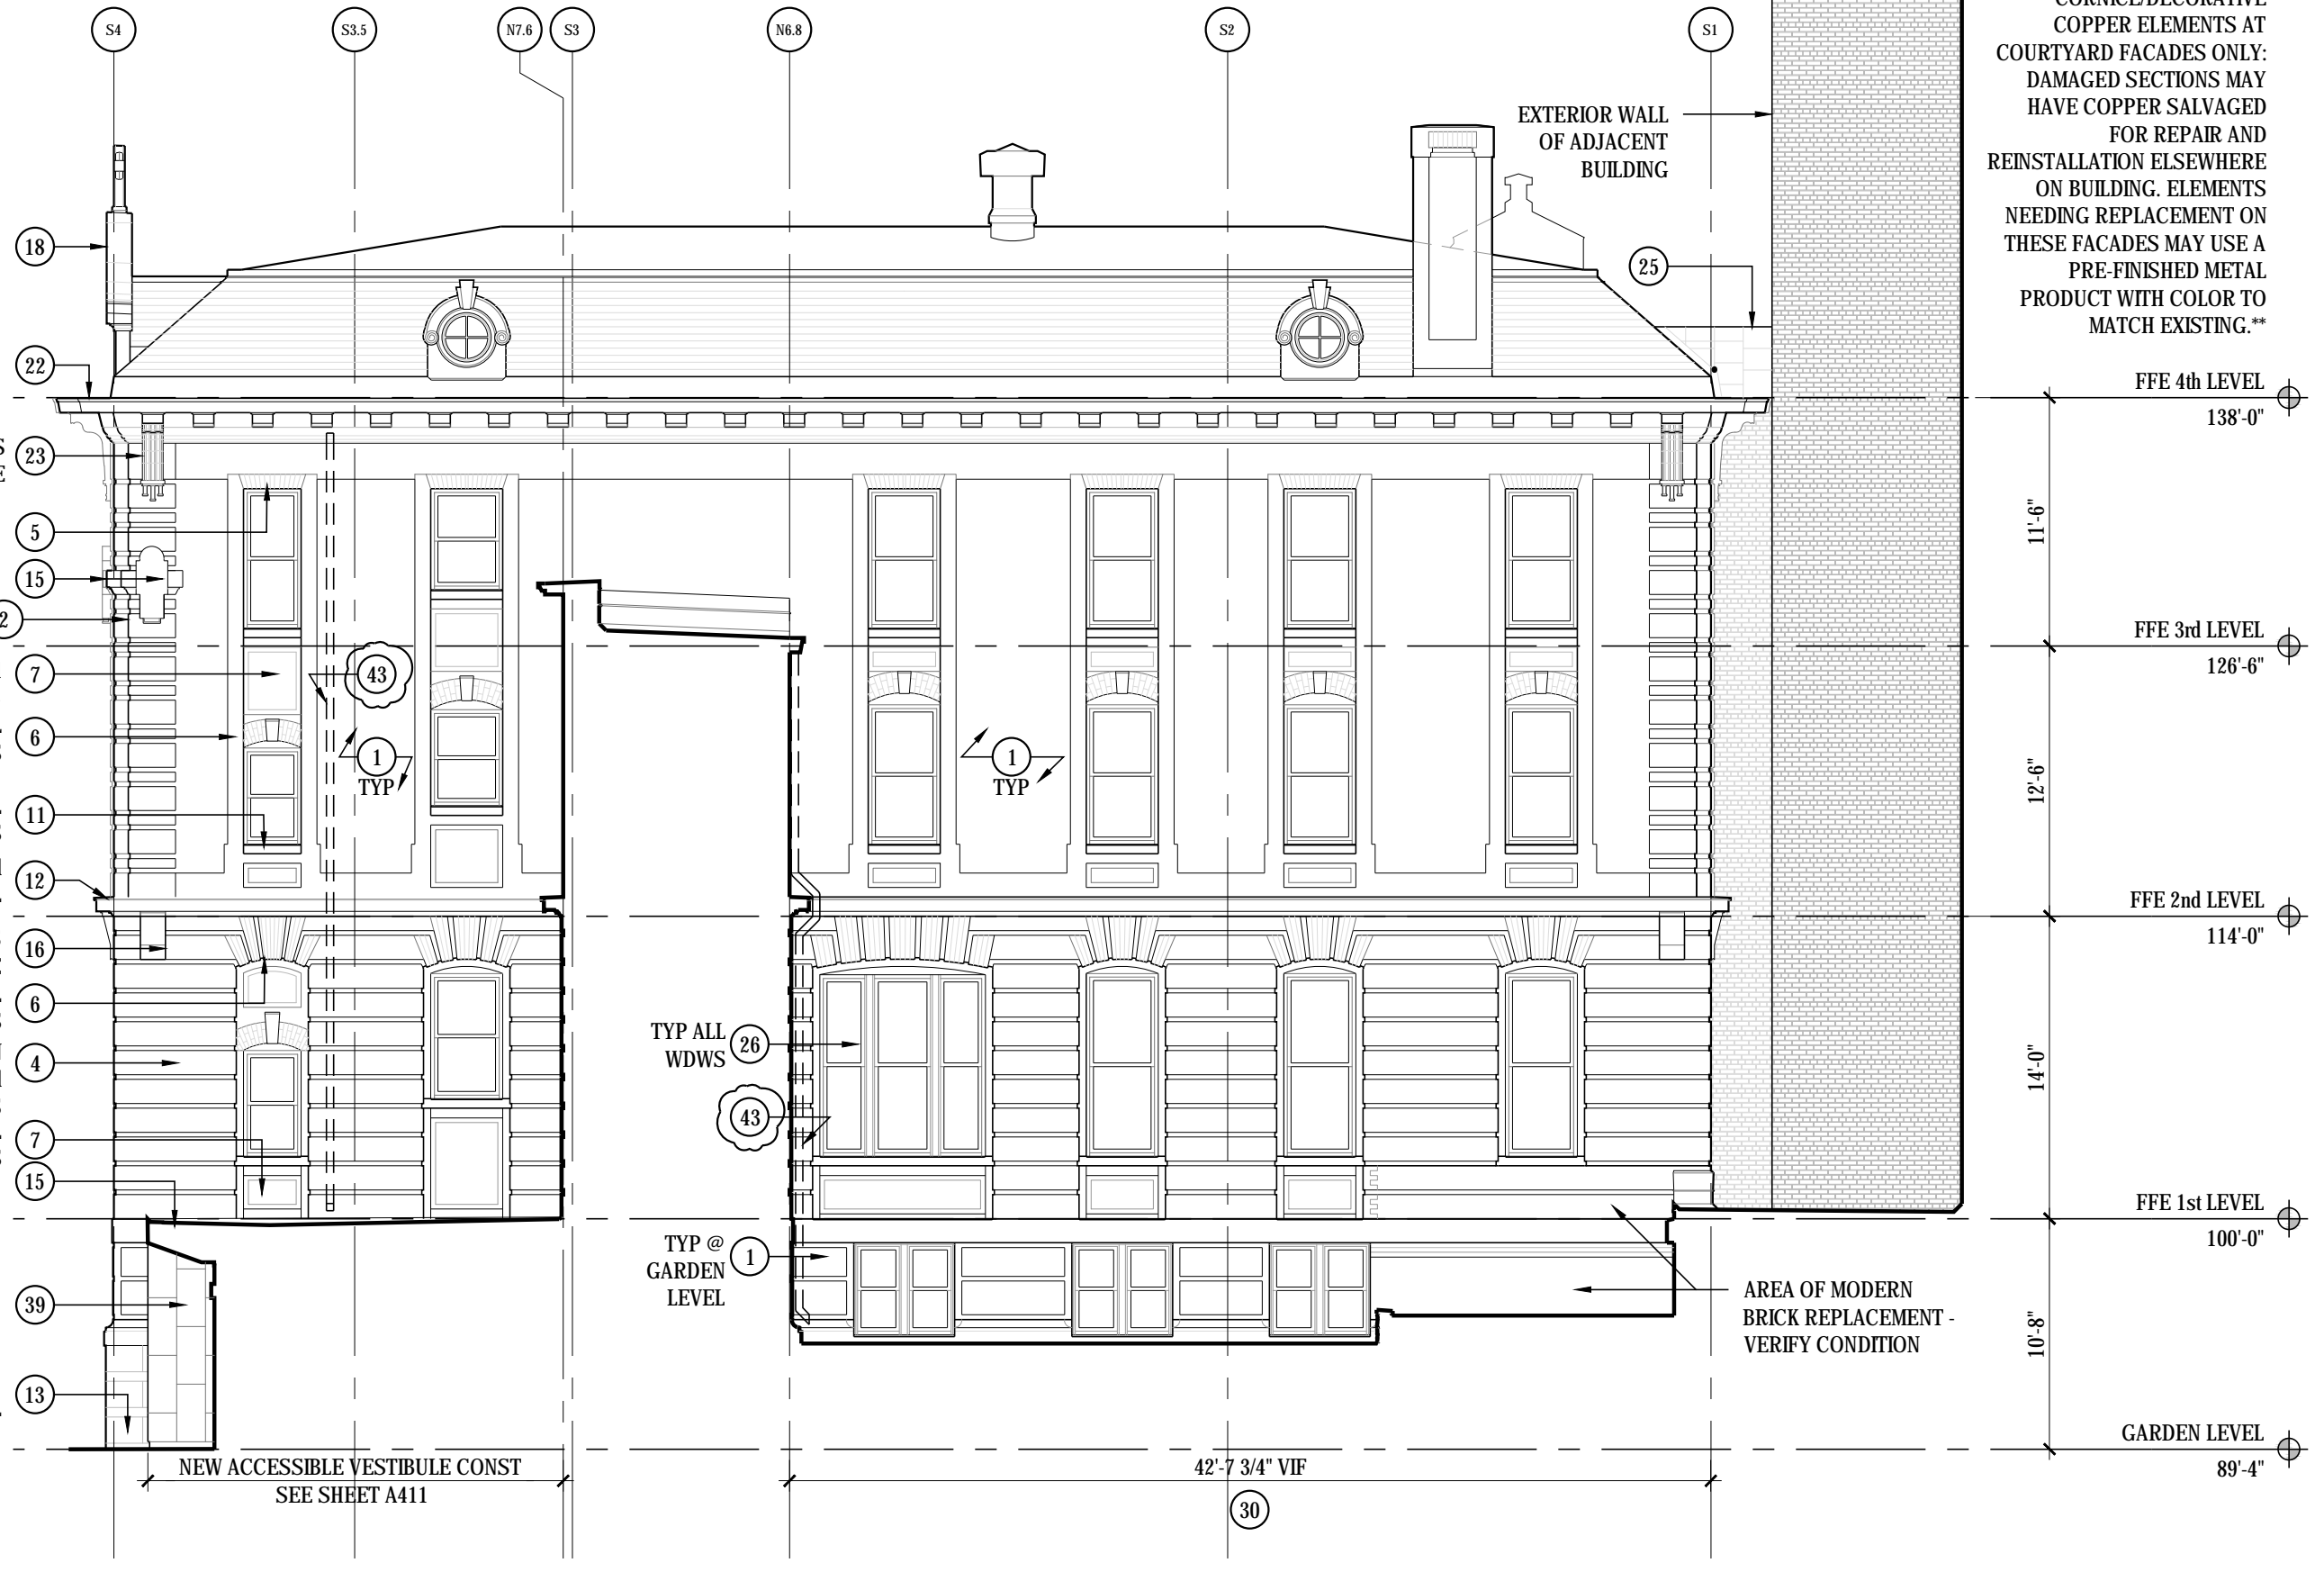 S4
S3.5
N7.6
S3
N6.8
S2
S1
COPPER ELEMENTS AT
COURTYARD FACADES ONLY:
DAMAGED SECTIONS MAY
HAVE COPPER SALVAGED
FOR REPAIR AND
REINSTALLATION ELSEWHERE
ON BUILDING. ELEMENTS
NEEDING REPLACEMENT ON
THESE FACADES MAY USE A
PRE-FINISHED METAL
PRODUCT WITH COLOR TO
MATCH EXISTING.**
EXTERIOR WALL
OF ADJACENT
BUILDING
18
25
22
23
5
15
2
7
43
6
1
TYP
1
TYP
11
12
16
6
4
7
15
39
13
TYP ALL
WDWS
26
43
TYP @
GARDEN
LEVEL
1
AREA OF MODERN
BRICK REPLACEMENT -
VERIFY CONDITION
FFE 4th LEVEL
138'-0"
11'-6"
FFE 3rd LEVEL
126'-6"
12'-6"
FFE 2nd LEVEL
114'-0"
14'-0"
FFE 1st LEVEL
100'-0"
10'-8"
GARDEN LEVEL
89'-4"
NEW ACCESSIBLE VESTIBULE CONST
SEE SHEET A411
42'-7 3/4" VIF
30